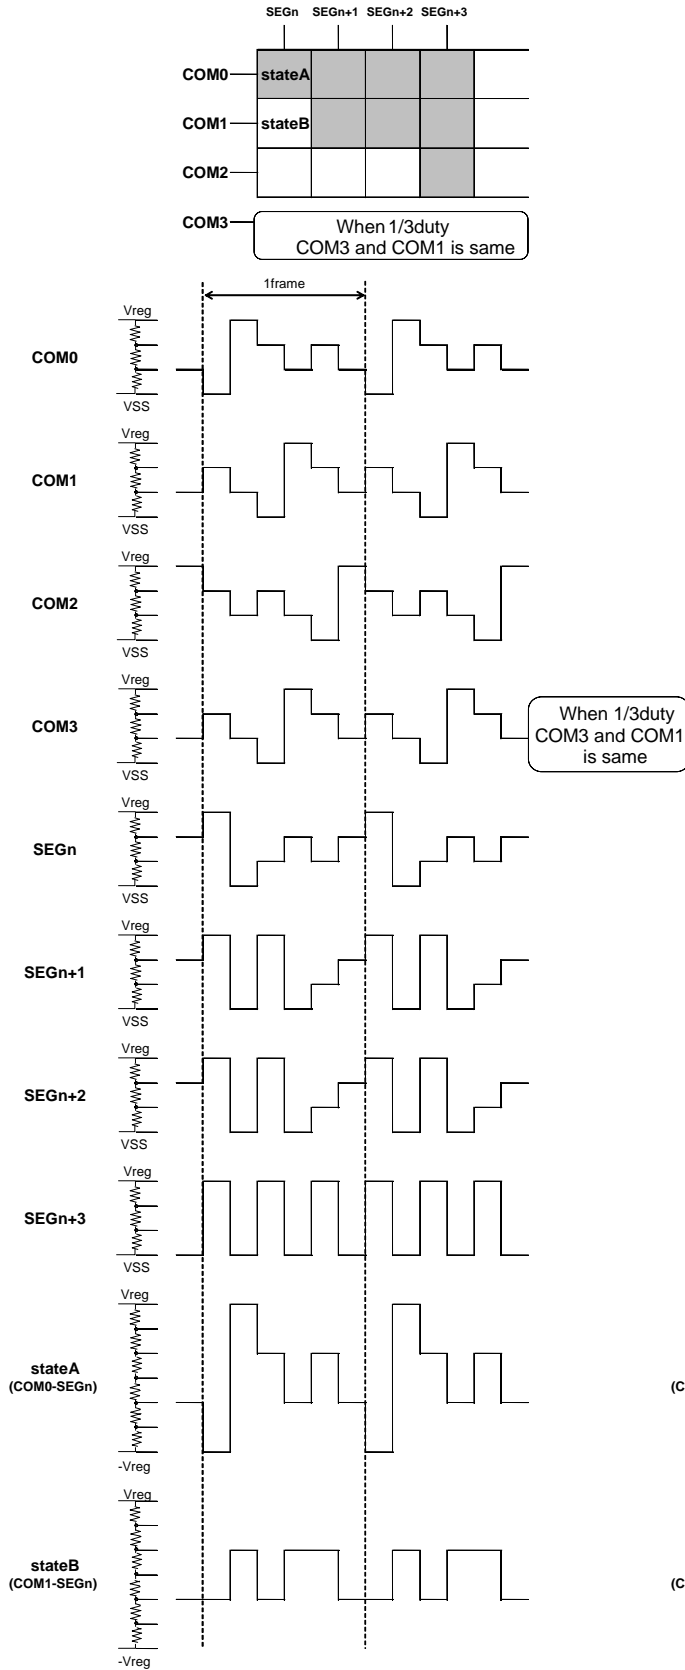 SEGn SEGn+1 SEGn+2 SEGn+3
COM0 stateA
COM1 stateB
COM2
COM3 When 1/3duty
COM3 and COM1 is same
1frame
Vreg
COM0
VSS
Vreg
COM1
VSS
Vreg
COM2
VSS
Vreg
COM3
VSS
When 1/3duty
COM3 and COM1
is same
Vreg
SEGn
VSS
Vreg
SEGn+1
VSS
Vreg
SEGn+2
VSS
Vreg
SEGn+3
VSS
Vreg
stateA
(COM0-SEGn)
(C
-Vreg
Vreg
stateB
(COM1-SEGn)
(C
-Vreg